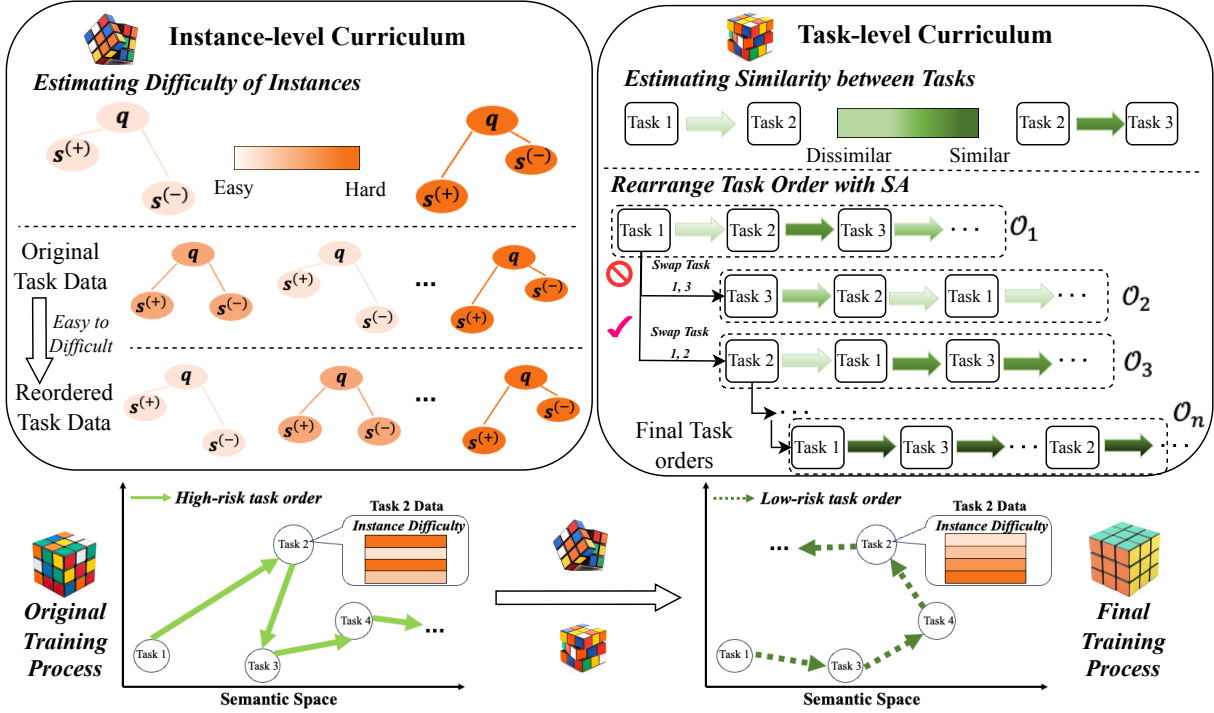 Instance-level Curriculum
Estimating Difficulty of Instances
q
s(+)
s(−)
Easy
Hard
q
s(−)
s(+)
Original
Task Data
q
s(+)
s(−)
q
s(+)
s(−)
...
q
s(−)
s(+)
Easy to
Difficult
Reordered
Task Data
q
s(+)
s(−)
q
s(+)
s(−)
...
q
s(−)
s(+)
Task-level Curriculum
Estimating Similarity between Tasks
Task 1
Task 2
Dissimilar
Similar
Task 2
Task 3
Rearrange Task Order with SA
Task 1
Task 2
Task 3
· · ·
𝒪1
Swap Task
1, 3
Task 3
Task 2
Task 1
· · ·
𝒪2
Swap Task
1, 2
Task 2
Task 1
Task 3
· · ·
𝒪3
· · ·
Final Task
orders
Task 1
Task 3
· · ·
Task 2
· · ·
𝒪n
Original
Training
Process
High-risk task order
Task 2 Data
Instance Difficulty
Task 2
Task 1
Task 3
Task 4
...
Semantic Space
Low-risk task order
Task 2 Data
Instance Difficulty
...
Task 2
Task 4
Task 1
Task 3
Semantic Space
Final
Training
Process